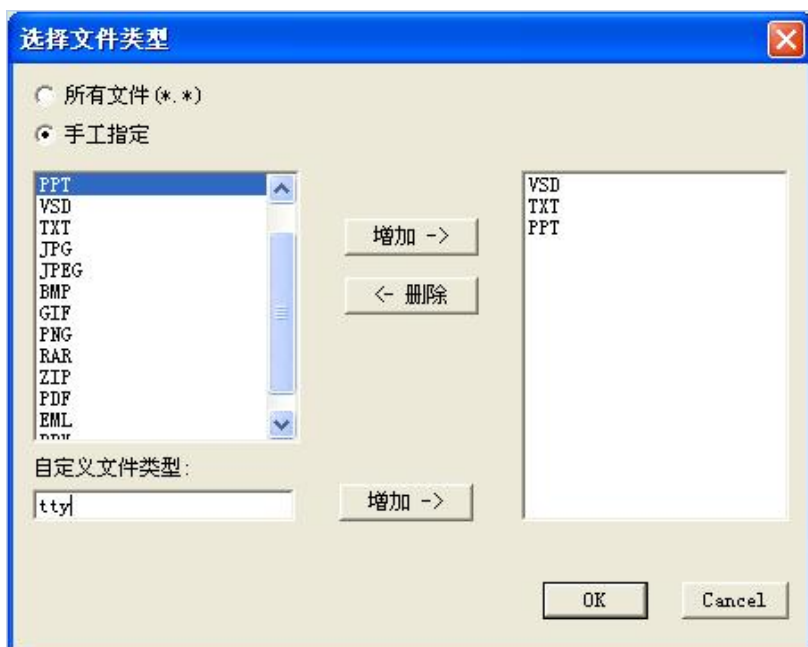 选择文件类型
所有文件(*.*)
手工指定
PPT
VSD
TXT
JPG
JPEG
BMP
GIF
PNG
RAR
ZIP
PDF
EML
增加 ->
<- 删除
VSD
TXT
PPT
自定义文件类型:
tty
增加 ->
OK
Cancel